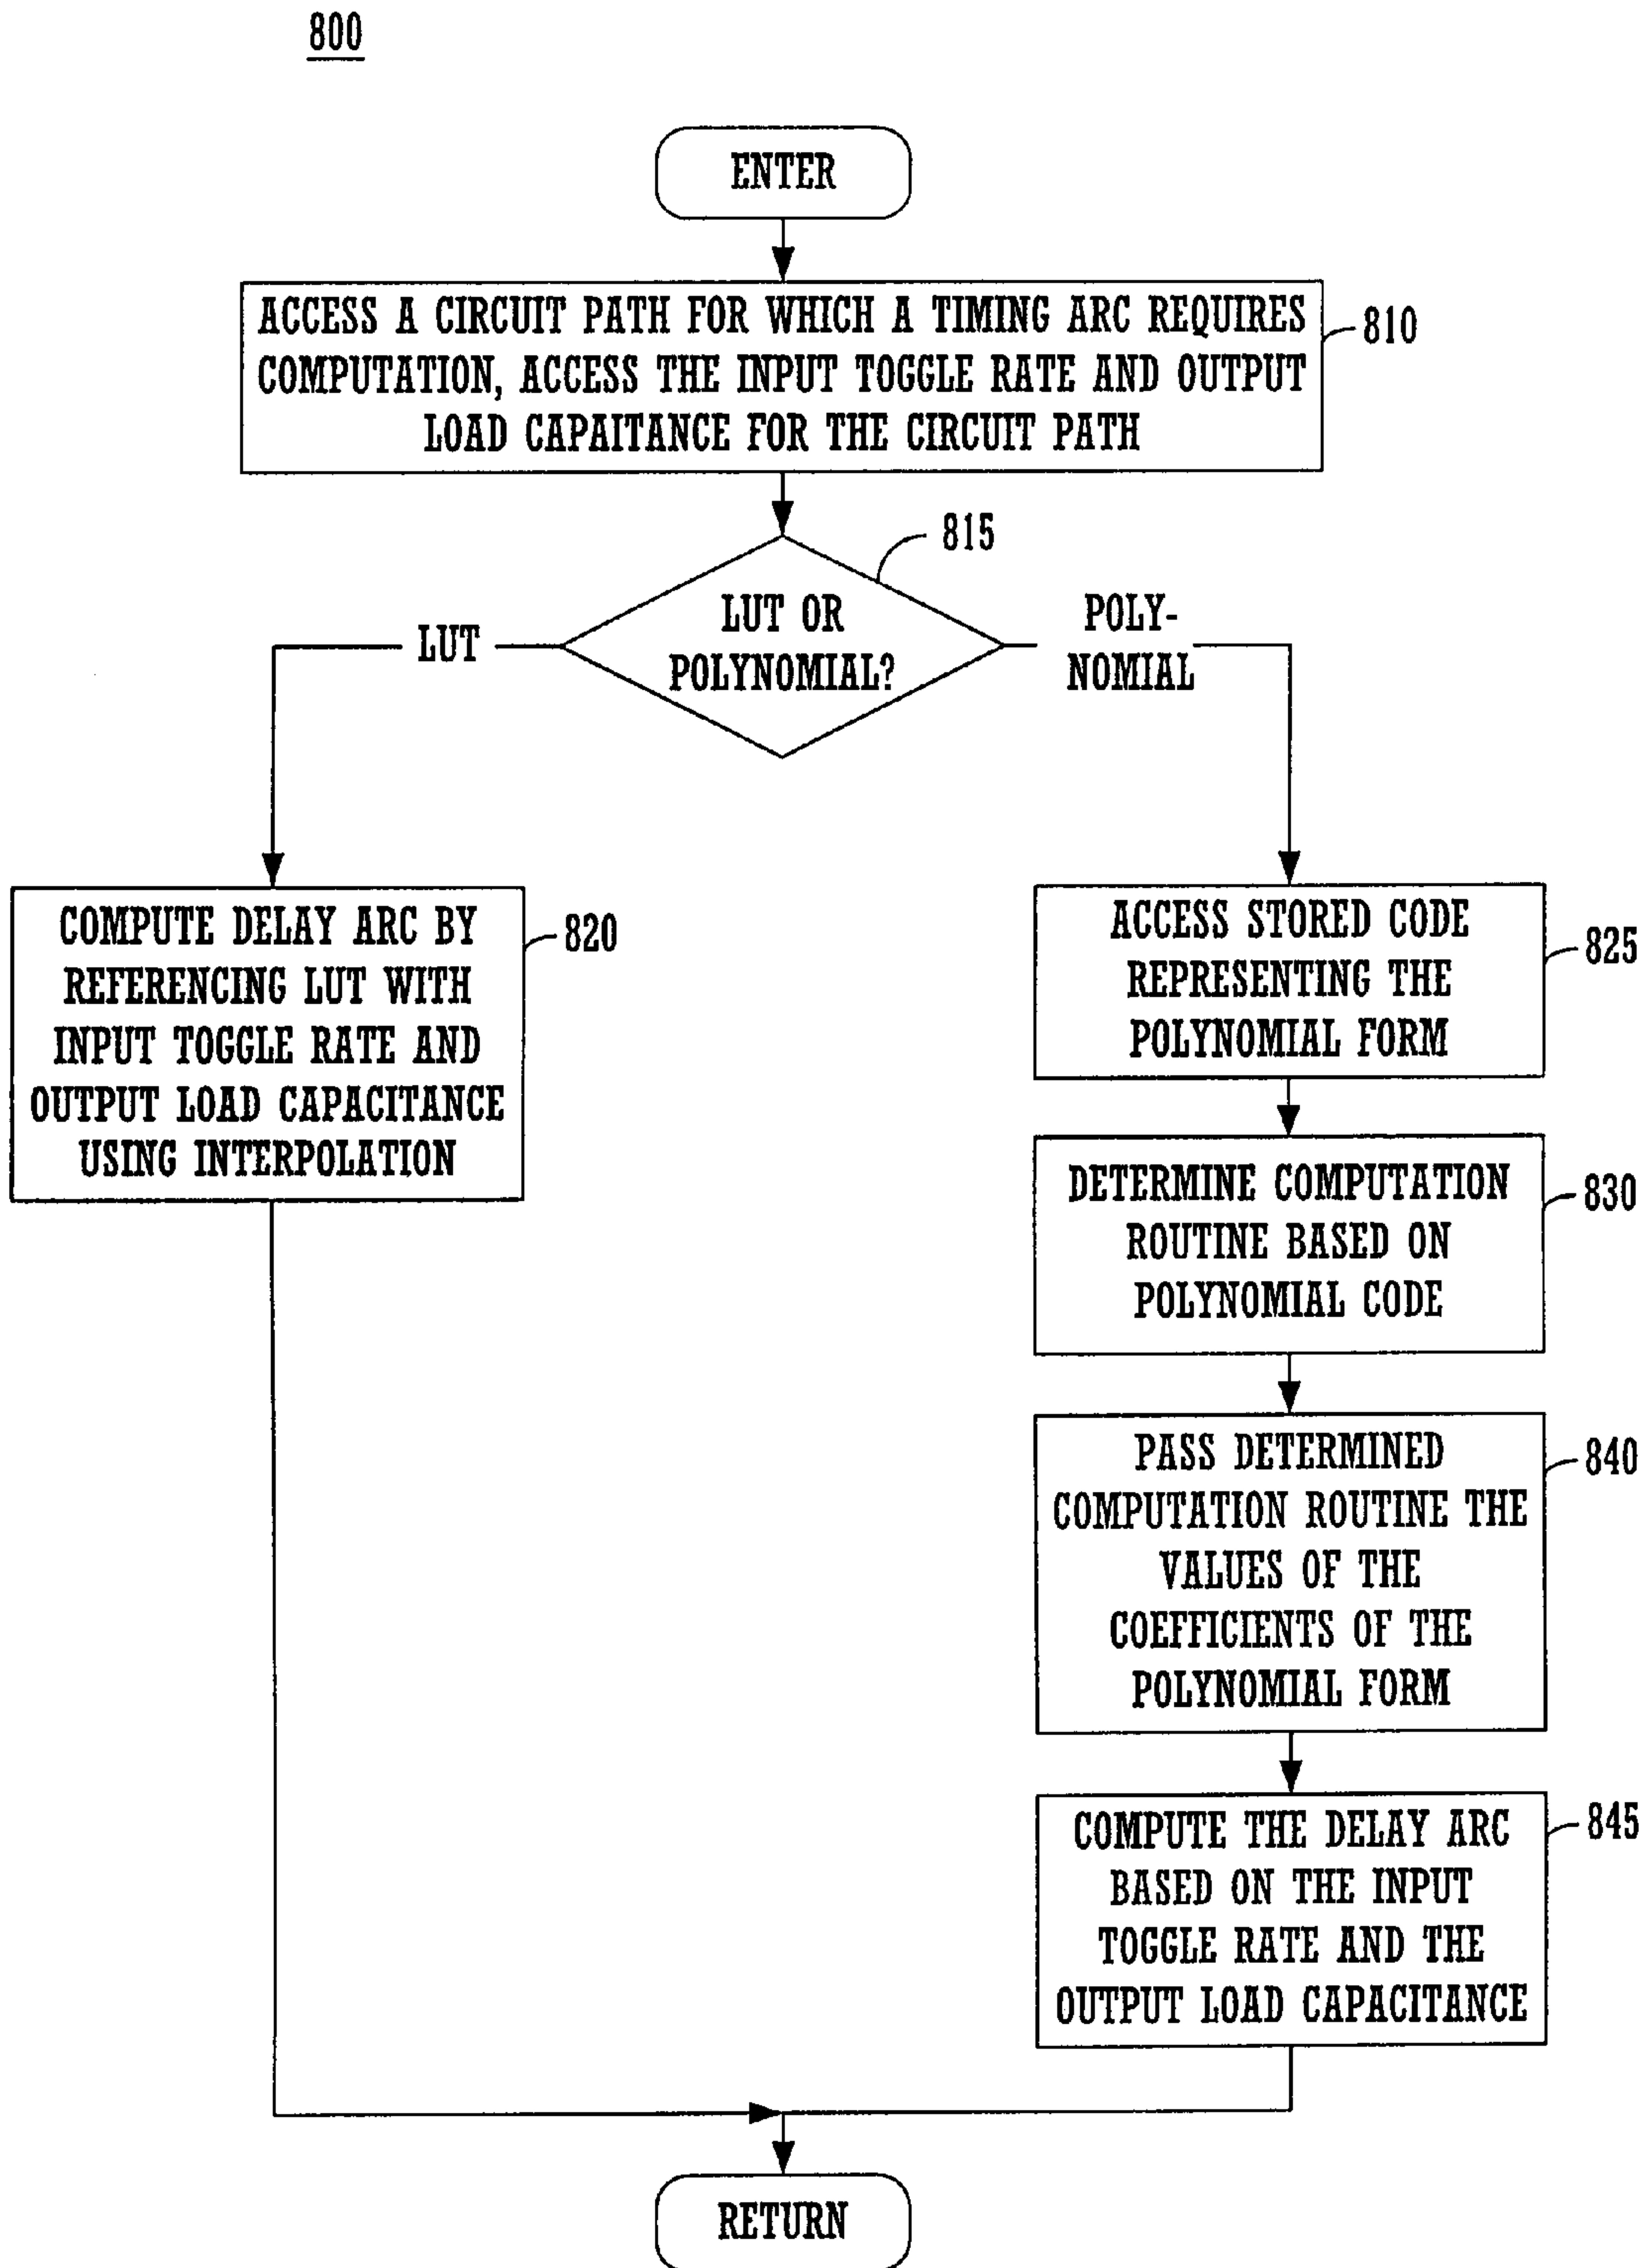 800
ENTER
ACCESS A CIRCUIT PATH FOR WHICH A TIMING ARC REQUIRES
COMPUTATION, ACCESS THE INPUT TOGGLE RATE AND OUTPUT
LOAD CAPAITANCE FOR THE CIRCUIT PATH
810
815
LUT OR
POLYNOMIAL?
LUT
POLY-
NOMIAL
COMPUTE DELAY ARC BY
REFERENCING LUT WITH
INPUT TOGGLE RATE AND
OUTPUT LOAD CAPACITANCE
USING INTERPOLATION
820
ACCESS STORED CODE
REPRESENTING THE
POLYNOMIAL FORM
825
DETERMINE COMPUTATION
ROUTINE BASED ON
POLYNOMIAL CODE
830
PASS DETERMINED
COMPUTATION ROUTINE THE
VALUES OF THE
COEFFICIENTS OF THE
POLYNOMIAL FORM
840
COMPUTE THE DELAY ARC
BASED ON THE INPUT
TOGGLE RATE AND THE
OUTPUT LOAD CAPACITANCE
845
RETURN